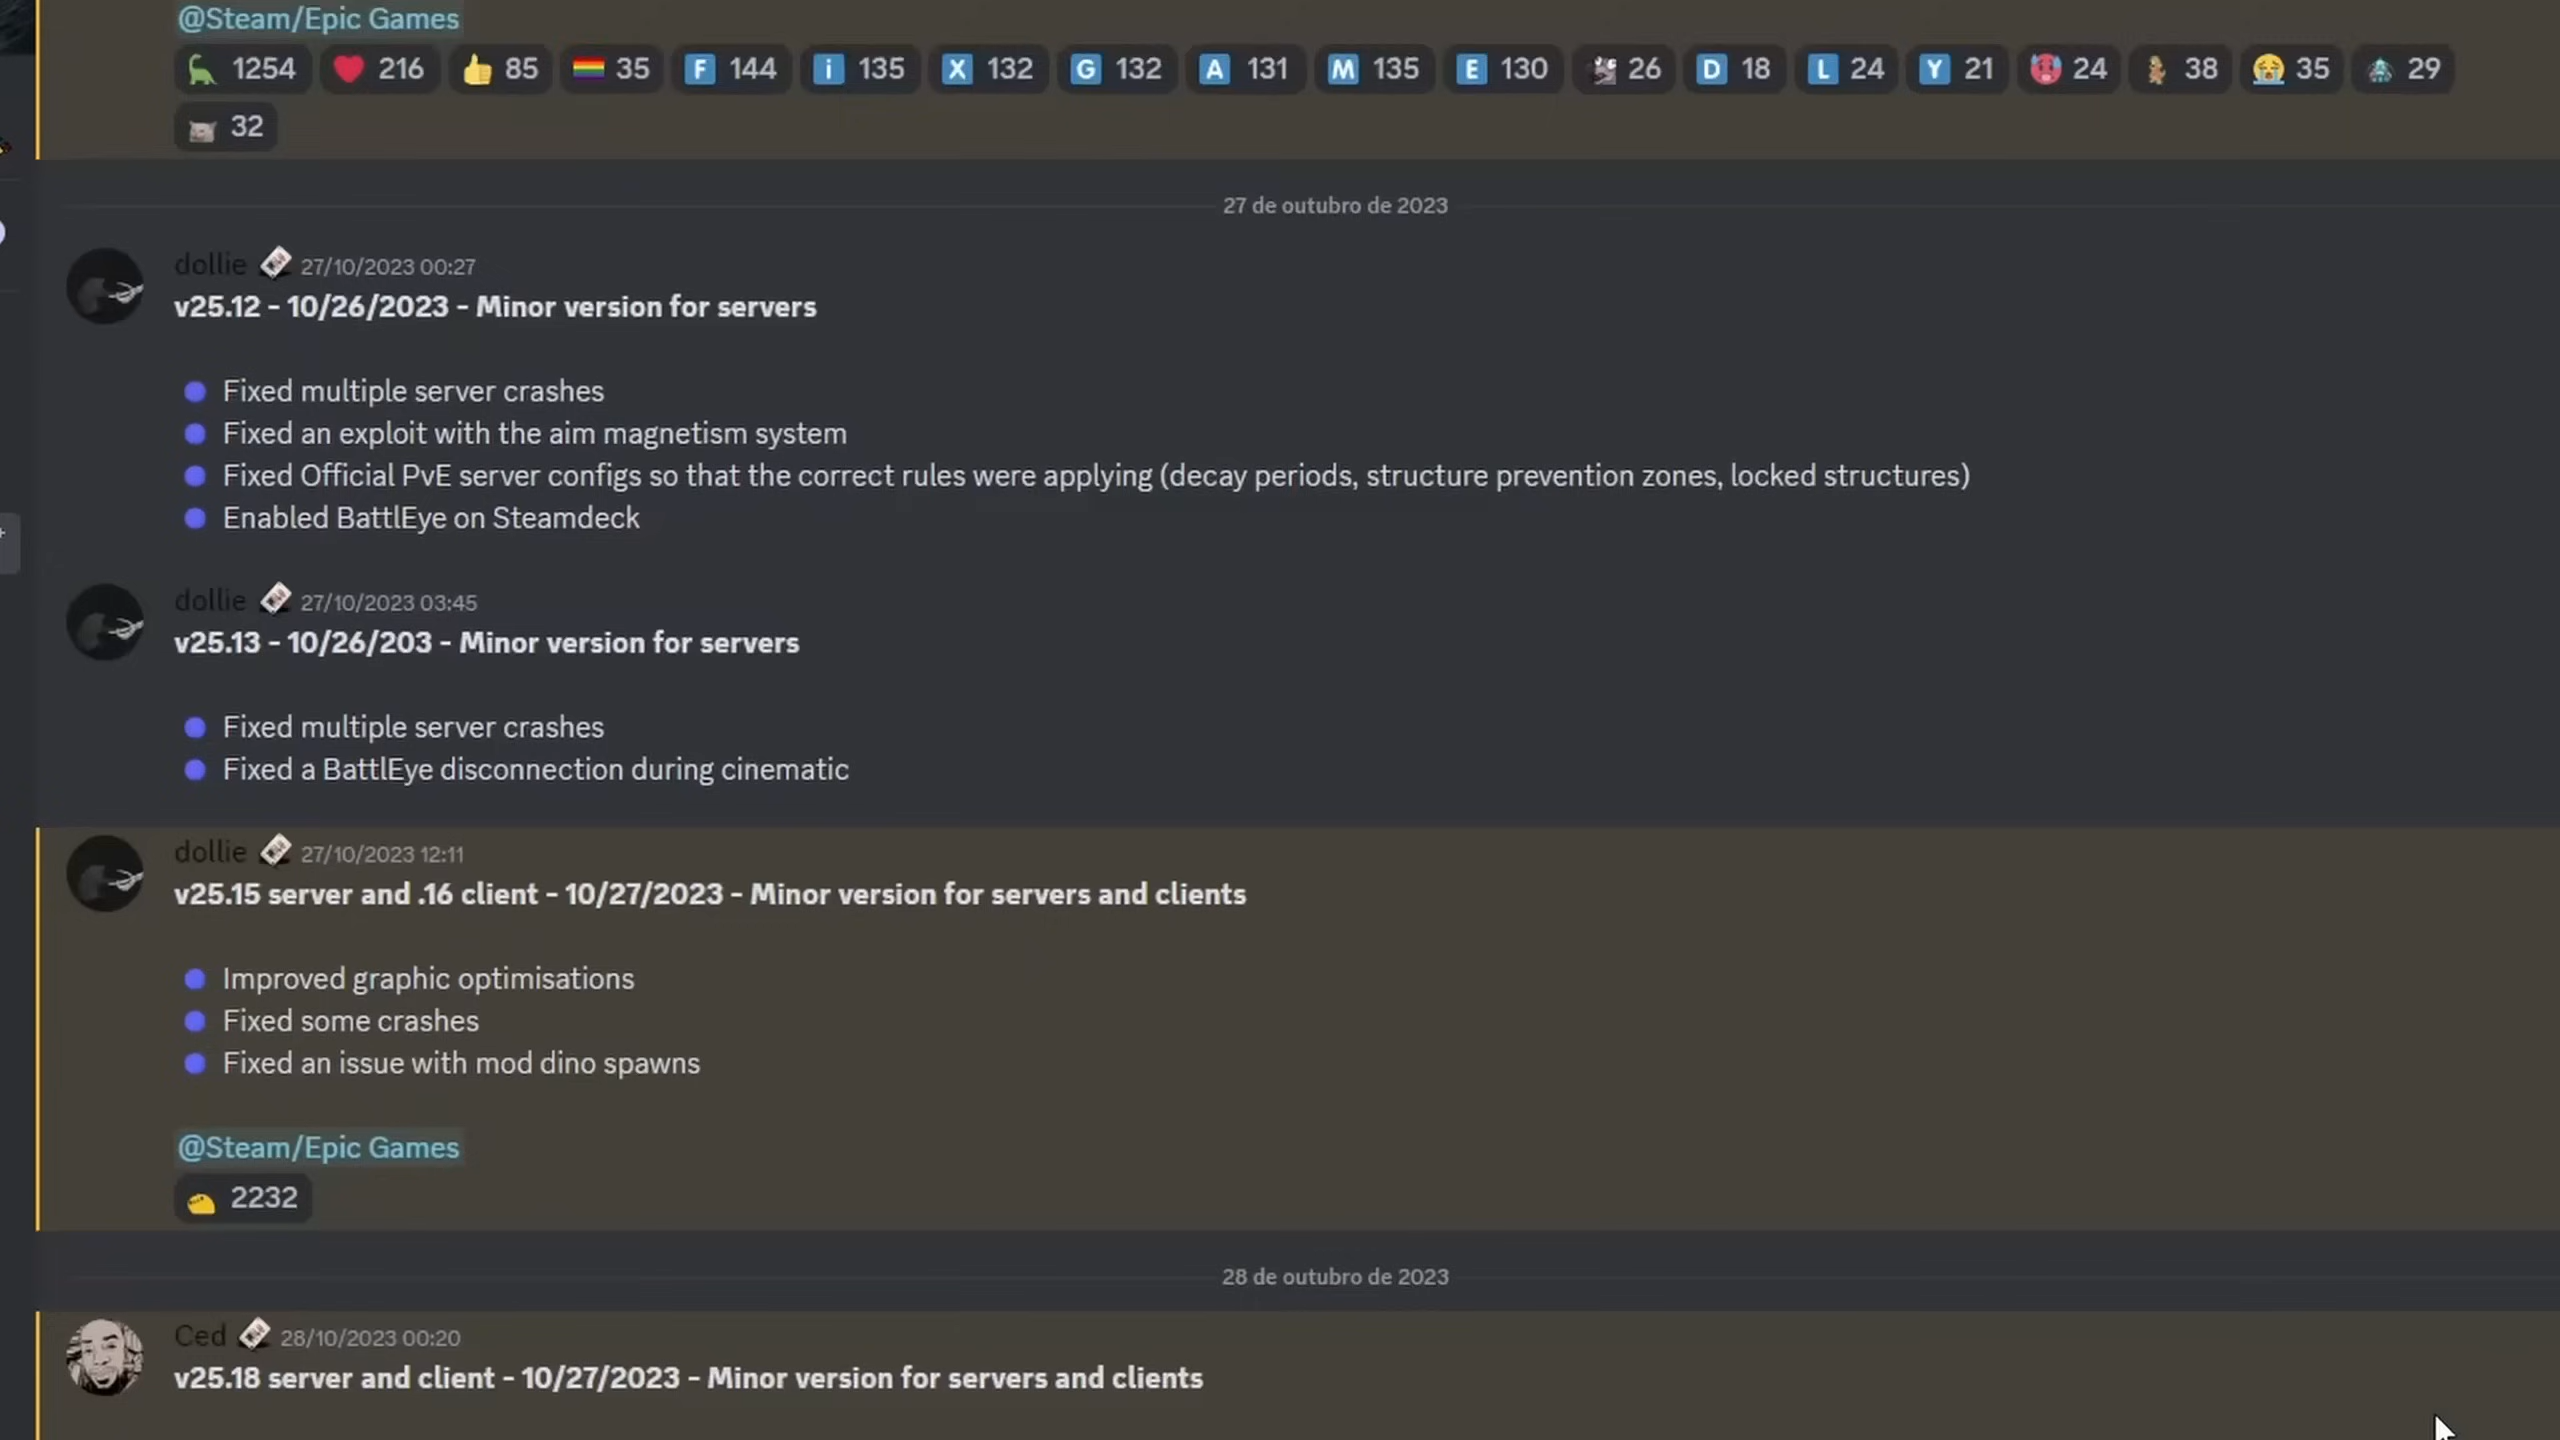 @Steam/Epic Games
1254 216 85 35 F 144 i 135 X 132 G 132 A 131 M 135 E 130 26 D 18 L 24 Y 21 24 38 35 29
32
27 de outubro de 2023
dollie 27/10/2023 00:27
v25.12 - 10/26/2023 - Minor version for servers
Fixed multiple server crashes
Fixed an exploit with the aim magnetism system
Fixed Official PvE server configs so that the correct rules were applying (decay periods, structure prevention zones, locked structures)
Enabled BattlEye on Steamdeck
dollie 27/10/2023 03:45
v25.13 - 10/26/203 - Minor version for servers
Fixed multiple server crashes
Fixed a BattlEye disconnection during cinematic
dollie 27/10/2023 12:11
v25.15 server and .16 client - 10/27/2023 - Minor version for servers and clients
Improved graphic optimisations
Fixed some crashes
Fixed an issue with mod dino spawns
@Steam/Epic Games
2232
28 de outubro de 2023
Ced 28/10/2023 00:20
v25.18 server and client - 10/27/2023 - Minor version for servers and clients